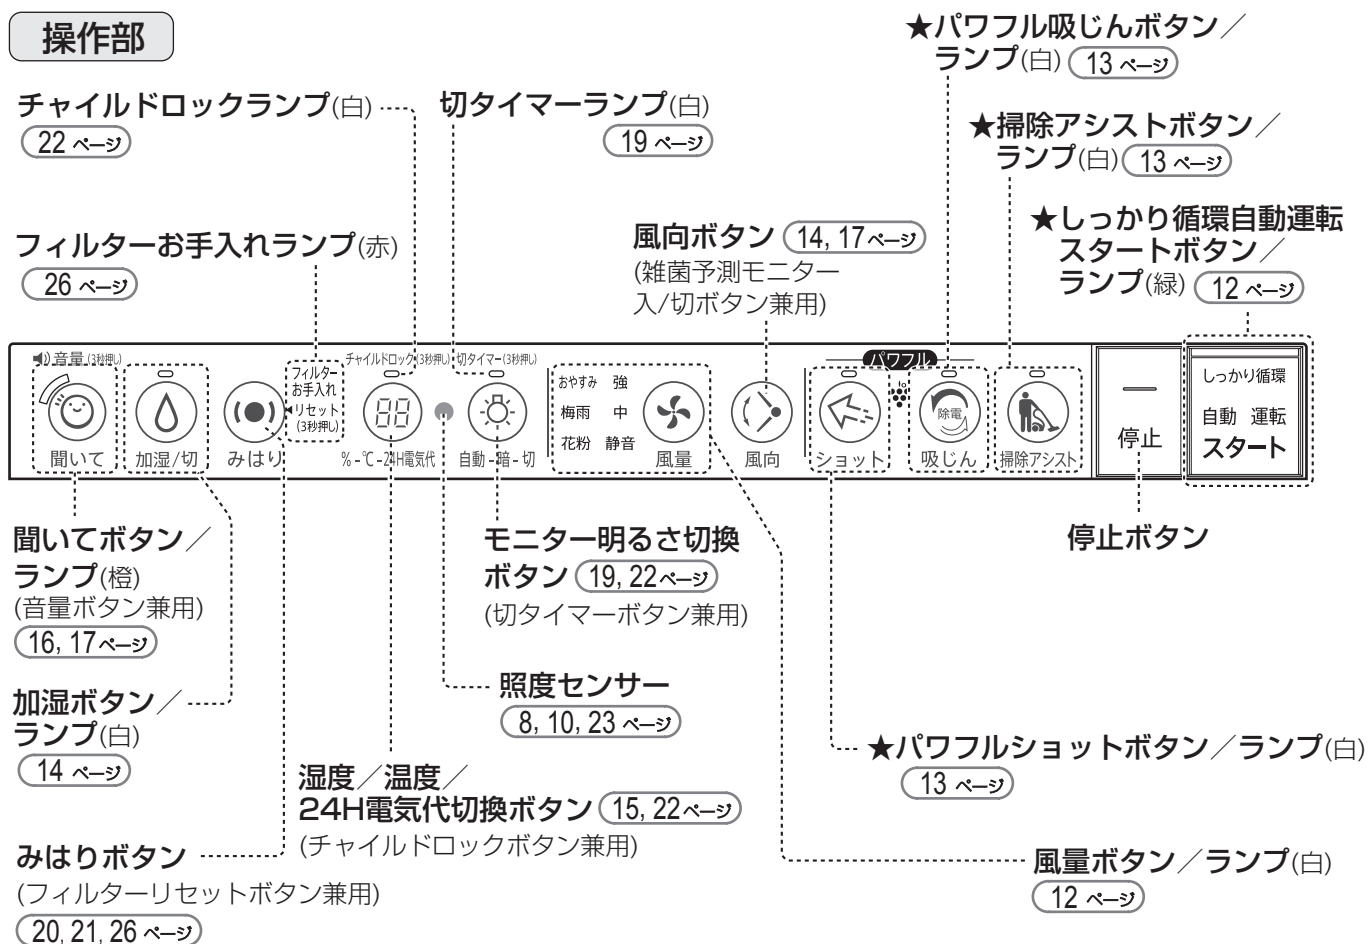 操作部
★パワフル吸じんボタン／
ランプ(白) 13 ページ
チャイルドロックランプ(白)
22 ページ
切タイマーランプ(白)
19 ページ
★掃除アシストボタン／
ランプ(白) 13 ページ
フィルターお手入れランプ(赤)
26 ページ
風向ボタン 14, 17ページ
(雑菌予測モニター
入/切ボタン兼用)
★しっかり循環自動運転
スタートボタン／
ランプ(緑) 12 ページ
音量(3秒押し)
聞いて
加湿/切
みはり
フィルター
お手入れ
◀リセット
(3秒押し)
チャイルドロック(3秒押し)
88
%-℃-24H電気代
切タイマー(3秒押し)
自動-暗-切
おやすみ 強
梅雨 中
花粉 静音
風量
風向
パワフル
ショット
除電
吸じん
掃除アシスト
停止
しっかり循環
自動 運転
スタート
聞いてボタン／
ランプ(橙)
(音量ボタン兼用)
16, 17ページ
モニター明るさ切換
ボタン 19, 22ページ
(切タイマーボタン兼用)
停止ボタン
加湿ボタン／
ランプ(白)
14 ページ
照度センサー
8, 10, 23 ページ
★パワフルショットボタン／ランプ(白)
13 ページ
湿度／温度／
24H電気代切換ボタン 15, 22ページ
(チャイルドロックボタン兼用)
みはりボタン
(フィルターリセットボタン兼用)
20, 21, 26 ページ
風量ボタン／ランプ(白)
12 ページ